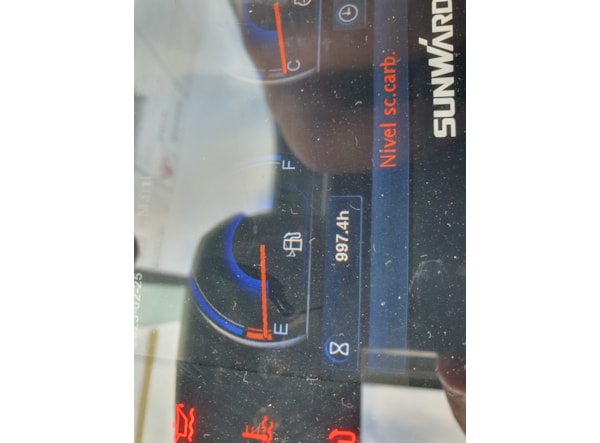 C
F
E
997.4h
Nivel sc.carb.
SUNWARD